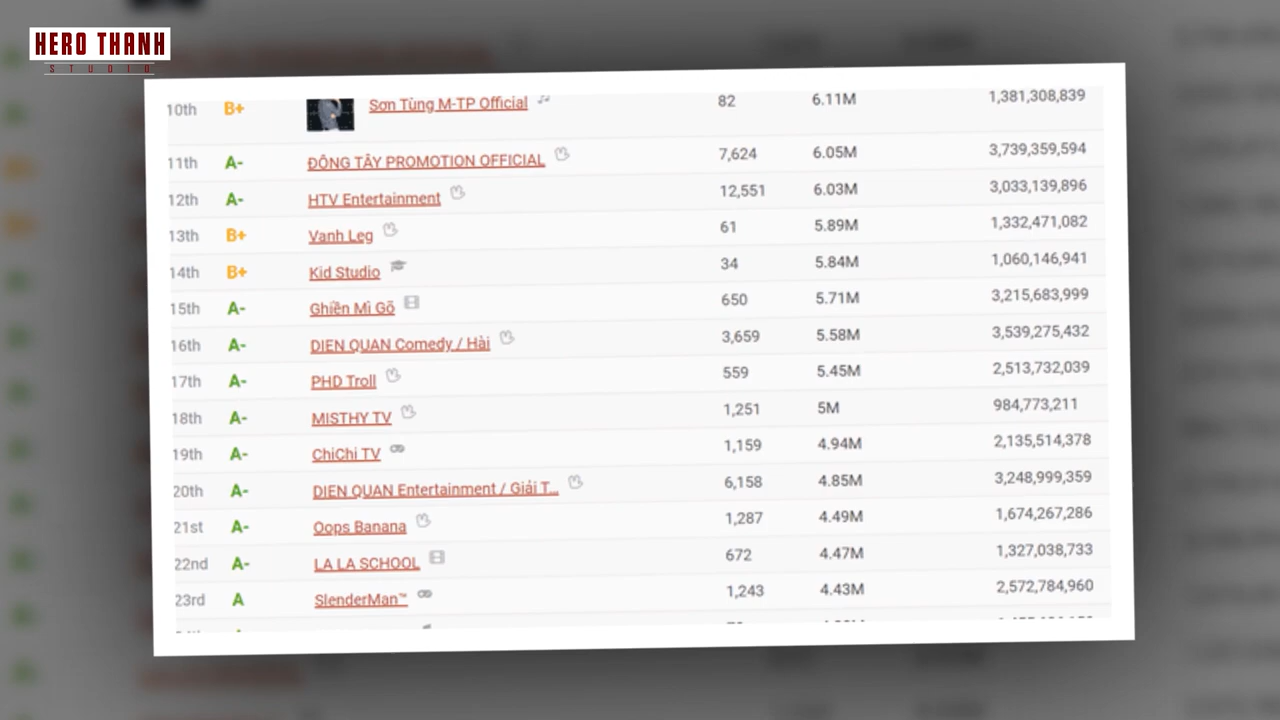 HERO THANH
STUDIO
10th B+ Sơn Tùng M-TP Official 82 6.11M 1,381,308,839
11th A- ĐÔNG TÂY PROMOTION OFFICIAL 7,624 6.05M 3,739,359,594
12th A- HTV Entertainment 12,551 6.03M 3,033,139,896
13th B+ Vanh Leg 61 5.89M 1,332,471,082
14th B+ Kid Studio 34 5.84M 1,060,146,941
15th A- Ghiền Mì Gõ 650 5.71M 3,215,683,999
16th A- DIEN QUAN Comedy / Hài 3,659 5.58M 3,539,275,432
17th A- PHD Troll 559 5.45M 2,513,732,039
18th A- MISTHY TV 1,251 5M 984,773,211
19th A- ChiChi TV 1,159 4.94M 2,135,514,378
20th A- DIEN QUAN Entertainment / Giải T... 6,158 4.85M 3,248,999,359
21st A- Oops Banana 1,287 4.49M 1,674,267,286
22nd A- LA LA SCHOOL 672 4.47M 1,327,038,733
23rd A SlenderMan™ 1,243 4.43M 2,572,784,960